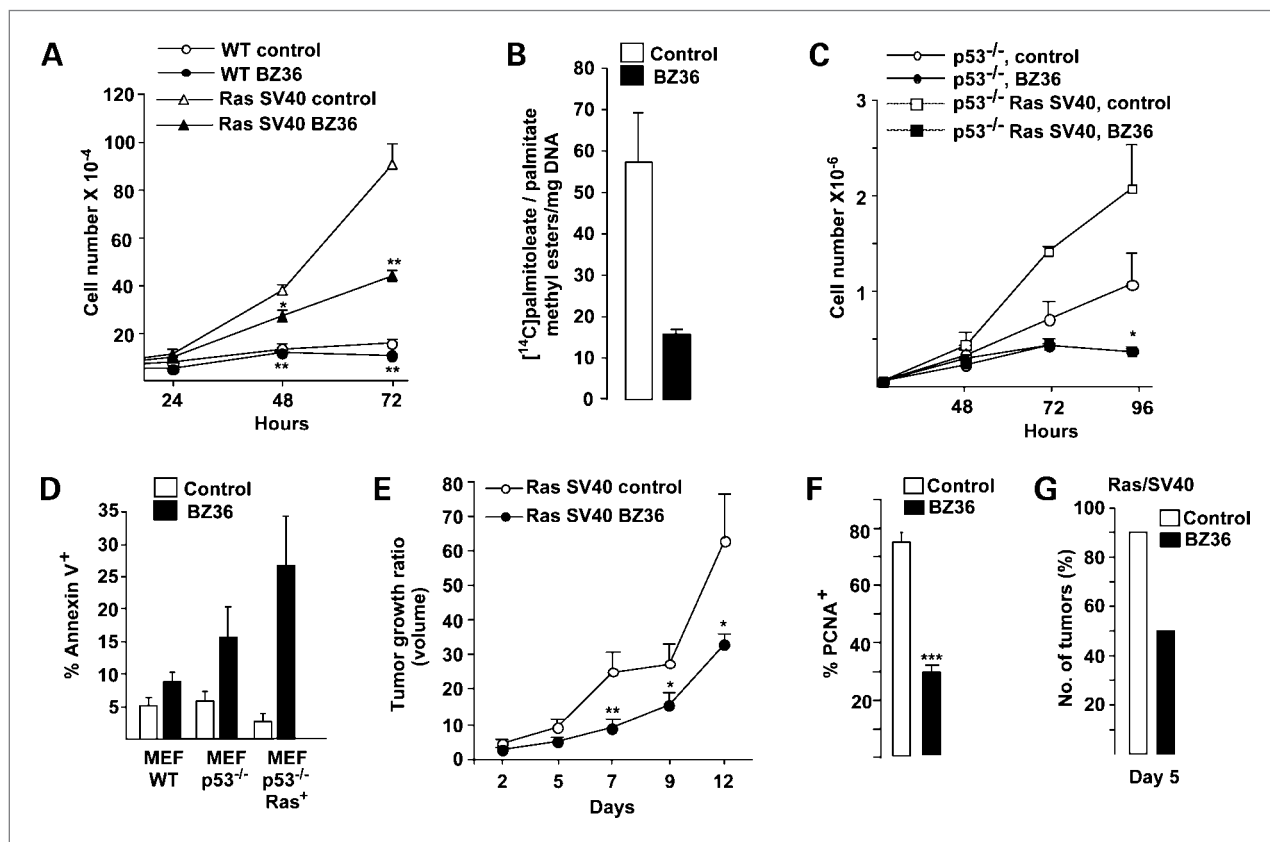 A
WT control
WT BZ36
Ras SV40 control
Ras SV40 BZ36
120
100
80
60
40
20
Cell number X 10-4
**
*
**
**
24
48
72
Hours
B
Control
BZ36
80
70
60
50
40
30
20
10
0
[14C]palmitoleate / palmitate
methyl esters/mg DNA
C
p53-/-, control
p53-/-, BZ36
p53-/- Ras SV40, control
p53-/- Ras SV40, BZ36
3
2
1
Cell number X10-6
*
48
72
96
Hours
D
Control
BZ36
35
30
25
20
15
10
5
% Annexin V+
MEF
WT
MEF
p53-/-
MEF
p53-/-
Ras+
E
Ras SV40 control
Ras SV40 BZ36
80
70
60
50
40
30
20
10
0
Tumor growth ratio
(volume)
**
*
*
2
5
7
9
12
Days
F
Control
BZ36
80
60
40
20
% PCNA+
***
G
Ras/SV40
Control
BZ36
100
80
60
40
20
No. of tumors (%)
Day 5